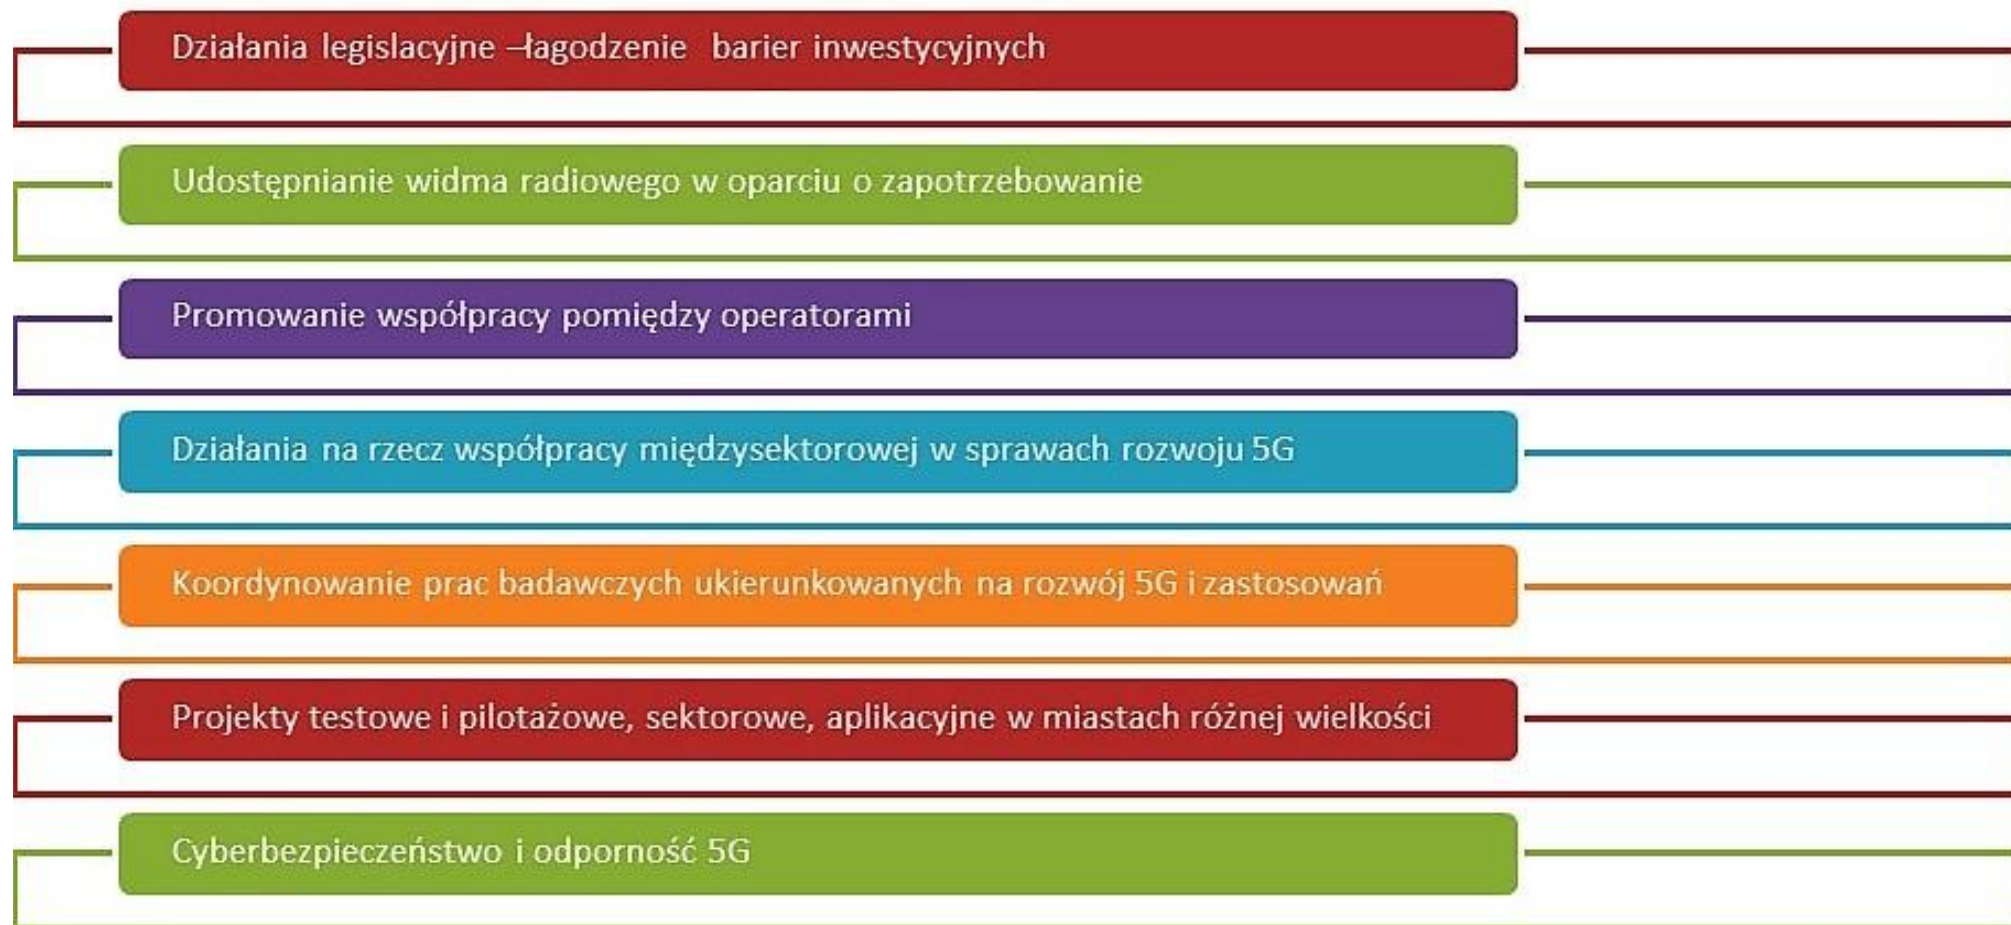 Działania legislacyjne –łagodzenie barier inwestycyjnych
Udostępnianie widma radiowego w oparciu o zapotrzebowanie
Promowanie współpracy pomiędzy operatorami
Działania na rzecz współpracy międzysektorowej w sprawach rozwoju 5G
Koordynowanie prac badawczych ukierunkowanych na rozwój 5G i zastosowań
Projekty testowe i pilotażowe, sektorowe, aplikacyjne w miastach różnej wielkości
Cyberbezpieczeństwo i odporność 5G